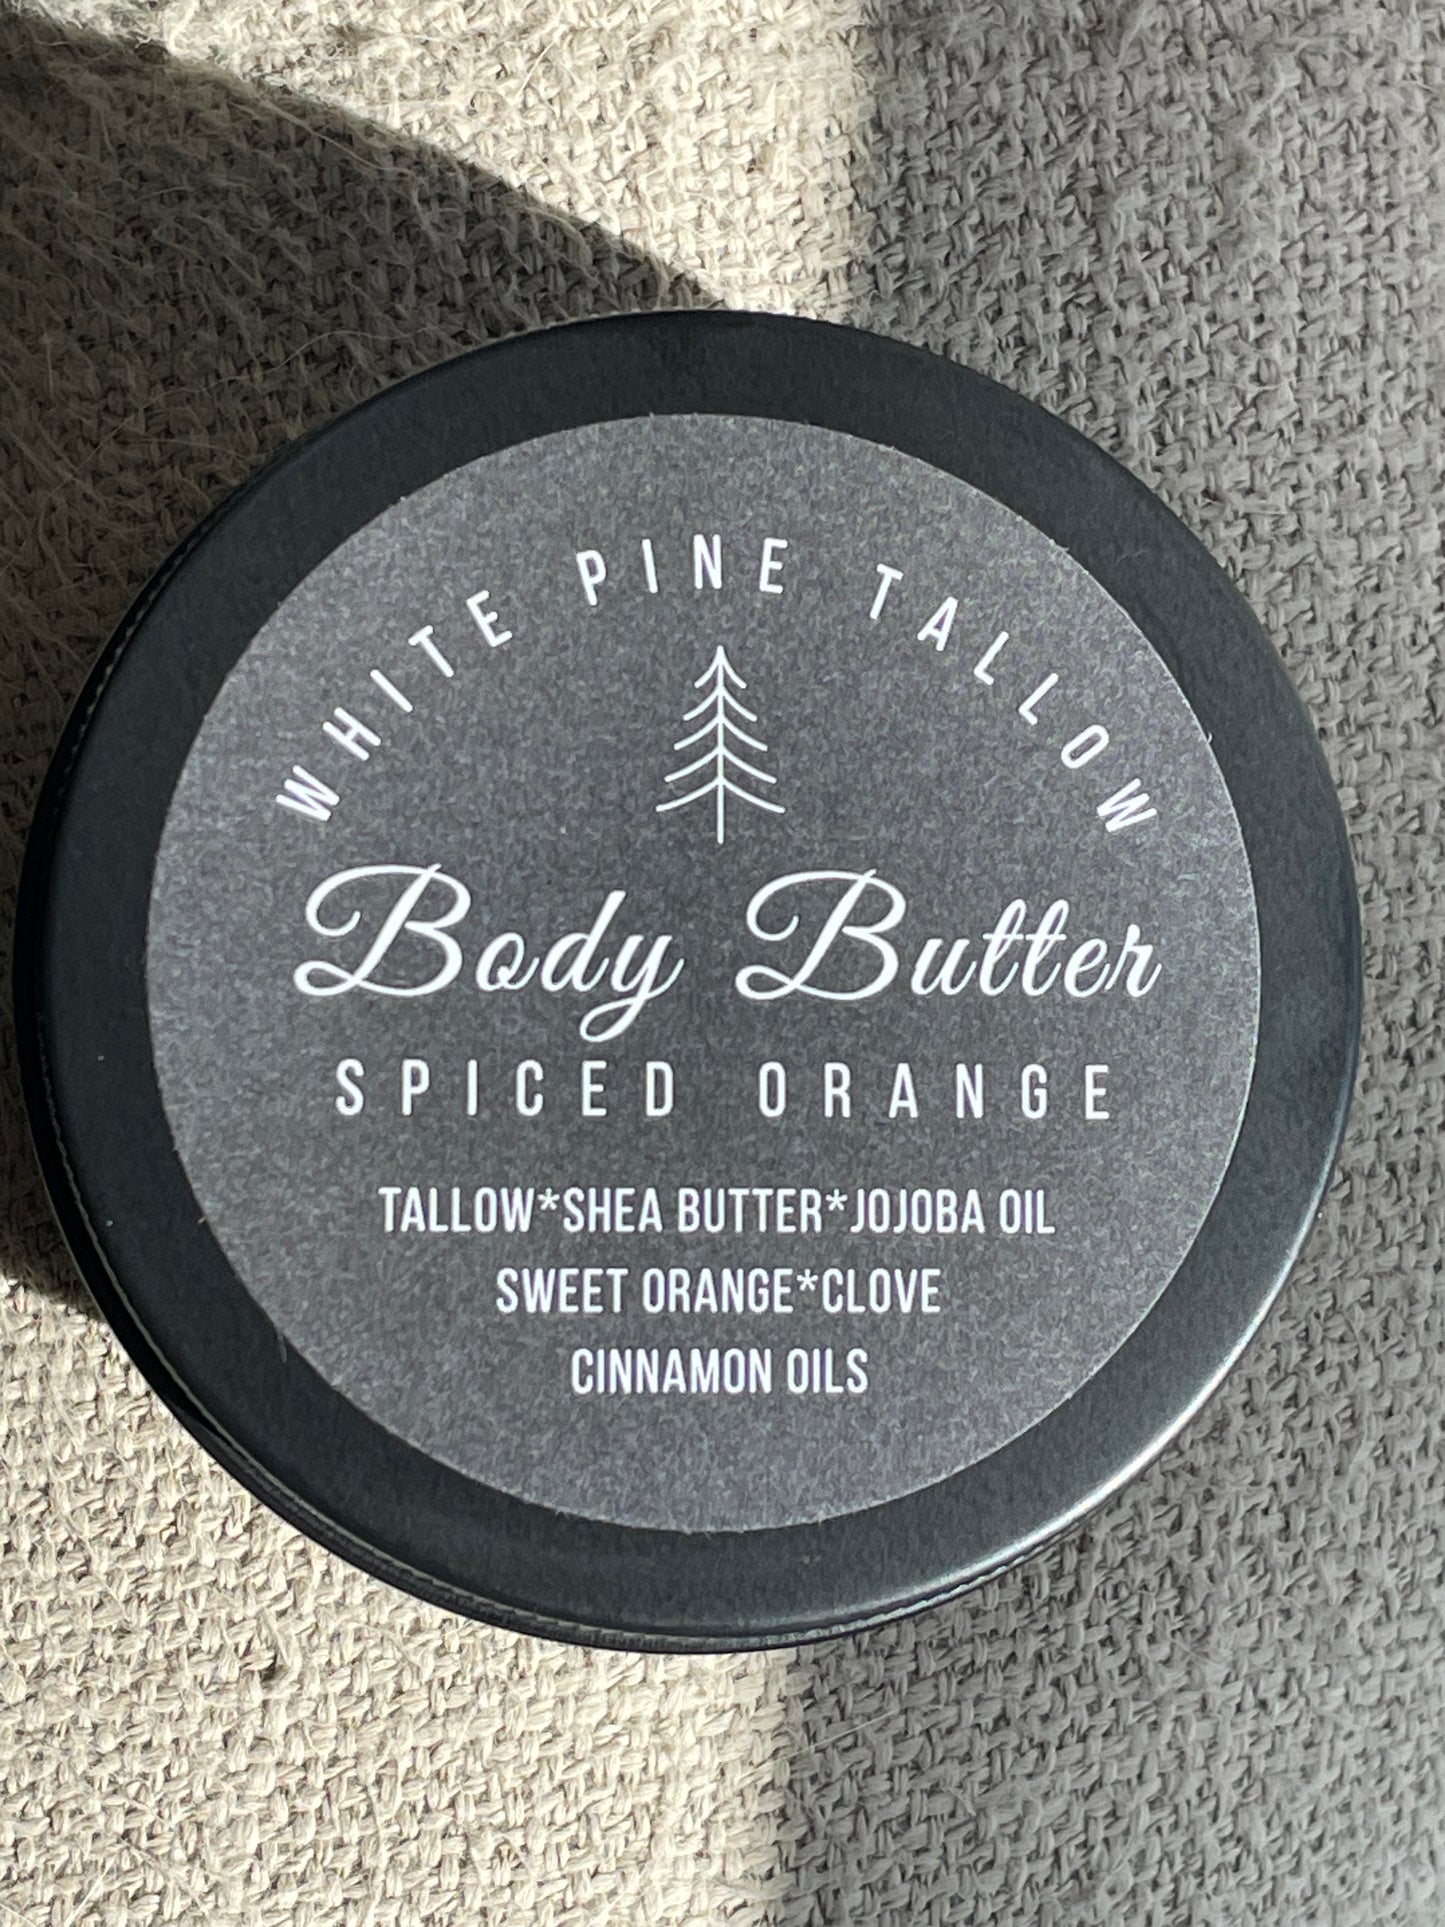 WHITE PINE TALLOW
Body Butter
SPICED ORANGE
TALLOW*SHEA BUTTER*JOJOBA OIL
SWEET ORANGE*CLOVE
CINNAMON OILS